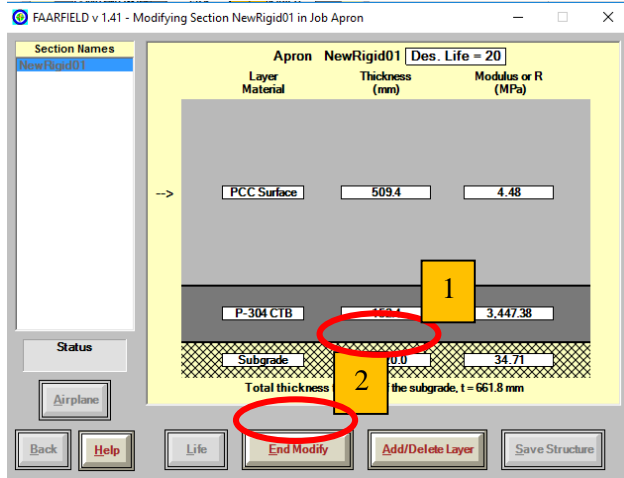 FAARFIELD v 1.41 - Modifying Section NewRigid01 in Job Apron
Section Names
NewRigid01
Apron NewRigid01 Des. Life = 20
Layer Material Thickness (mm) Modulus or R (MPa)
--> PCC Surface 509.4 4.48
1
P-304 CTB 152.4 3,447.38
Status
Subgrade 34.71
2
Total thickness the subgrade, t = 661.8 mm
Airplane
Back Help Life End Modify Add/Delete Layer Save Structure